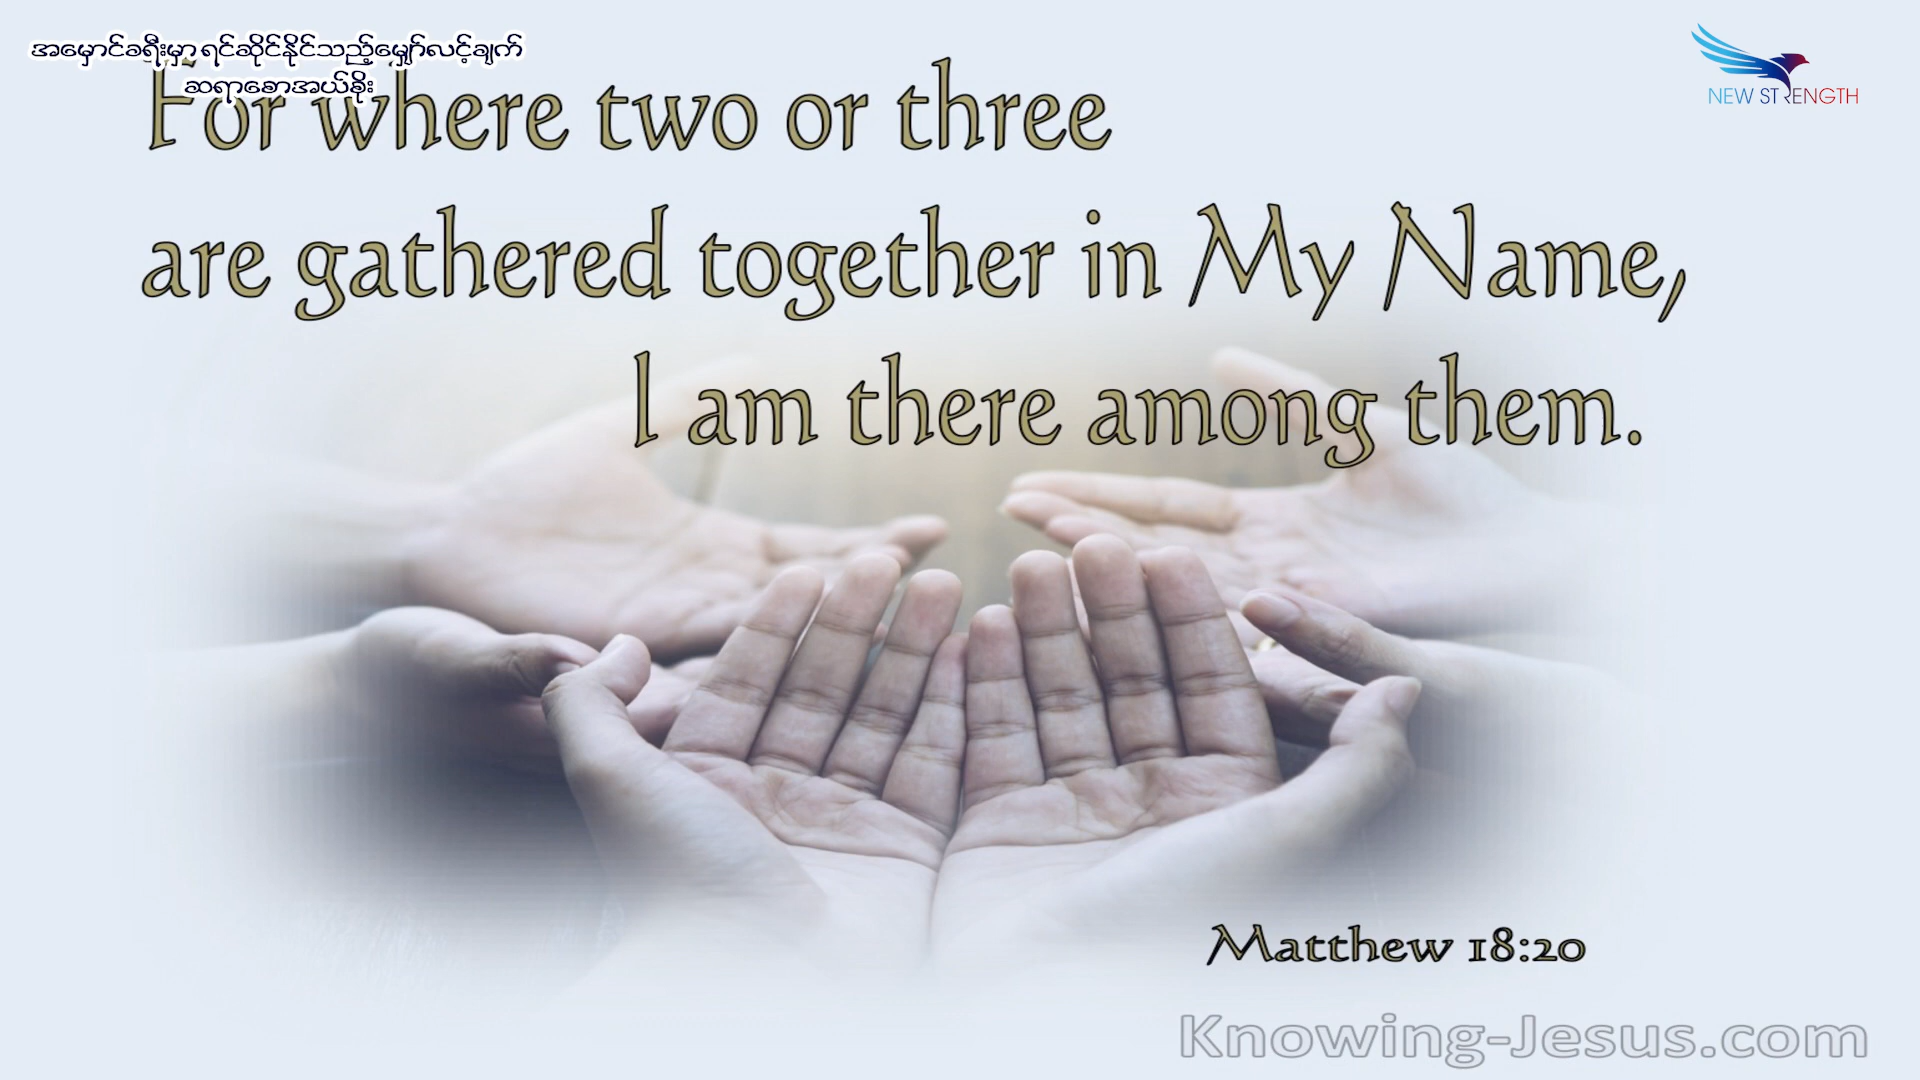 အမှောင်ခရီးမှာ ရင်ဆိုင်နိုင်သည့်မျှော်လင့်ချက်
ဆရာစောအယ်ခိုး
NEW STRENGTH
For where two or three
are gathered together in My Name,
I am there among them.
Matthew 18:20
Knowing-Jesus.com